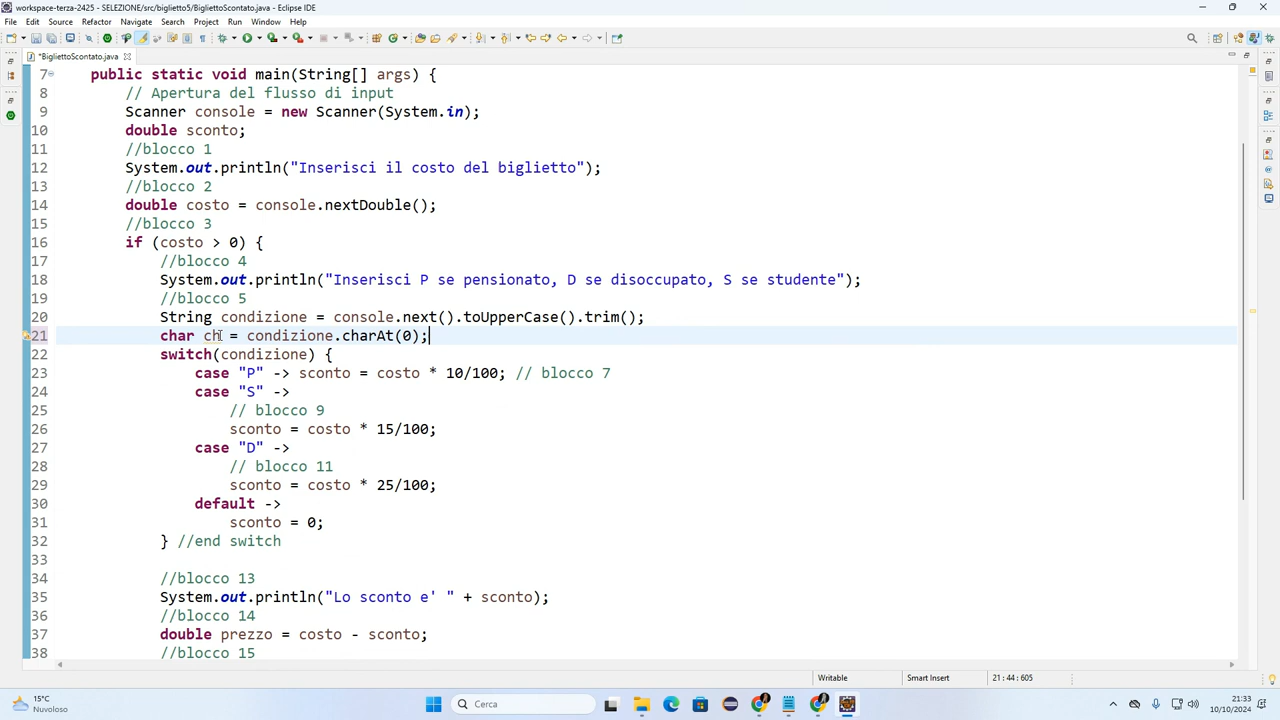 workspace-terza-2425 - SELEZIONE/src/biglietto5/BigliettoScontato.java - Eclipse IDE
File Edit Source Refactor Navigate Search Project Run Window Help
*BigliettoScontato.java
7 public static void main(String[] args) {
8 // Apertura del flusso di input
9 Scanner console = new Scanner(System.in);
10 double sconto;
11 //blocco 1
12 System.out.println("Inserisci il costo del biglietto");
13 //blocco 2
14 double costo = console.nextDouble();
15 //blocco 3
16 if (costo > 0) {
17 //blocco 4
18 System.out.println("Inserisci P se pensionato, D se disoccupato, S se studente");
19 //blocco 5
20 String condizione = console.next().toUpperCase().trim();
21 char ch = condizione.charAt(0);
22 switch(condizione) {
23 case "P" -> sconto = costo * 10/100; // blocco 7
24 case "S" ->
25 // blocco 9
26 sconto = costo * 15/100;
27 case "D" ->
28 // blocco 11
29 sconto = costo * 25/100;
30 default ->
31 sconto = 0;
32 } //end switch
33
34 //blocco 13
35 System.out.println("Lo sconto e' " + sconto);
36 //blocco 14
37 double prezzo = costo - sconto;
38 //blocco 15
Writable Smart Insert 21 : 44 : 605
15°C
Nuvoloso
Cerca
21:33
10/10/2024